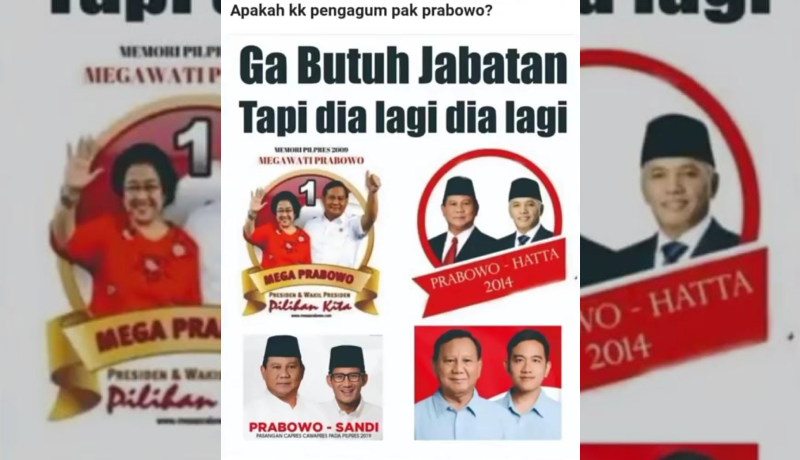 Apakah kk pengagum pak prabowo?
Ga Butuh Jabatan
Tapi dia lagi dia lagi
MEMORI PILPRES 2009
MEGAWATI PRABOWO
1
MEGA PRABOWO
PRESIDEN & WAKIL PRESIDEN
Pilihan Kita
PRABOWO - HATTA
2014
PRABOWO - SANDI
PASANGAN CAPRES CAWAPRES PADA PILPRES 2019